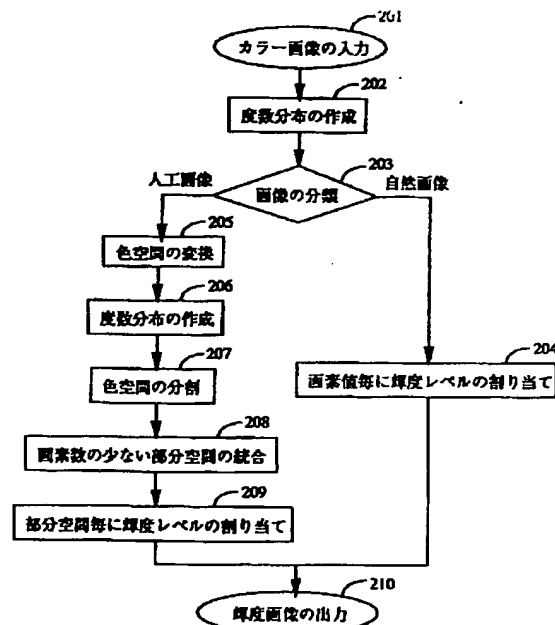 201
カラー画像の入力
202
度数分布の作成
203
画像の分類
人工画像
自然画像
205
色空間の変換
206
度数分布の作成
207
色空間の分割
204
画素値毎に輝度レベルの割り当て
208
画素数の少ない部分空間の統合
209
部分空間毎に輝度レベルの割り当て
210
輝度画像の出力